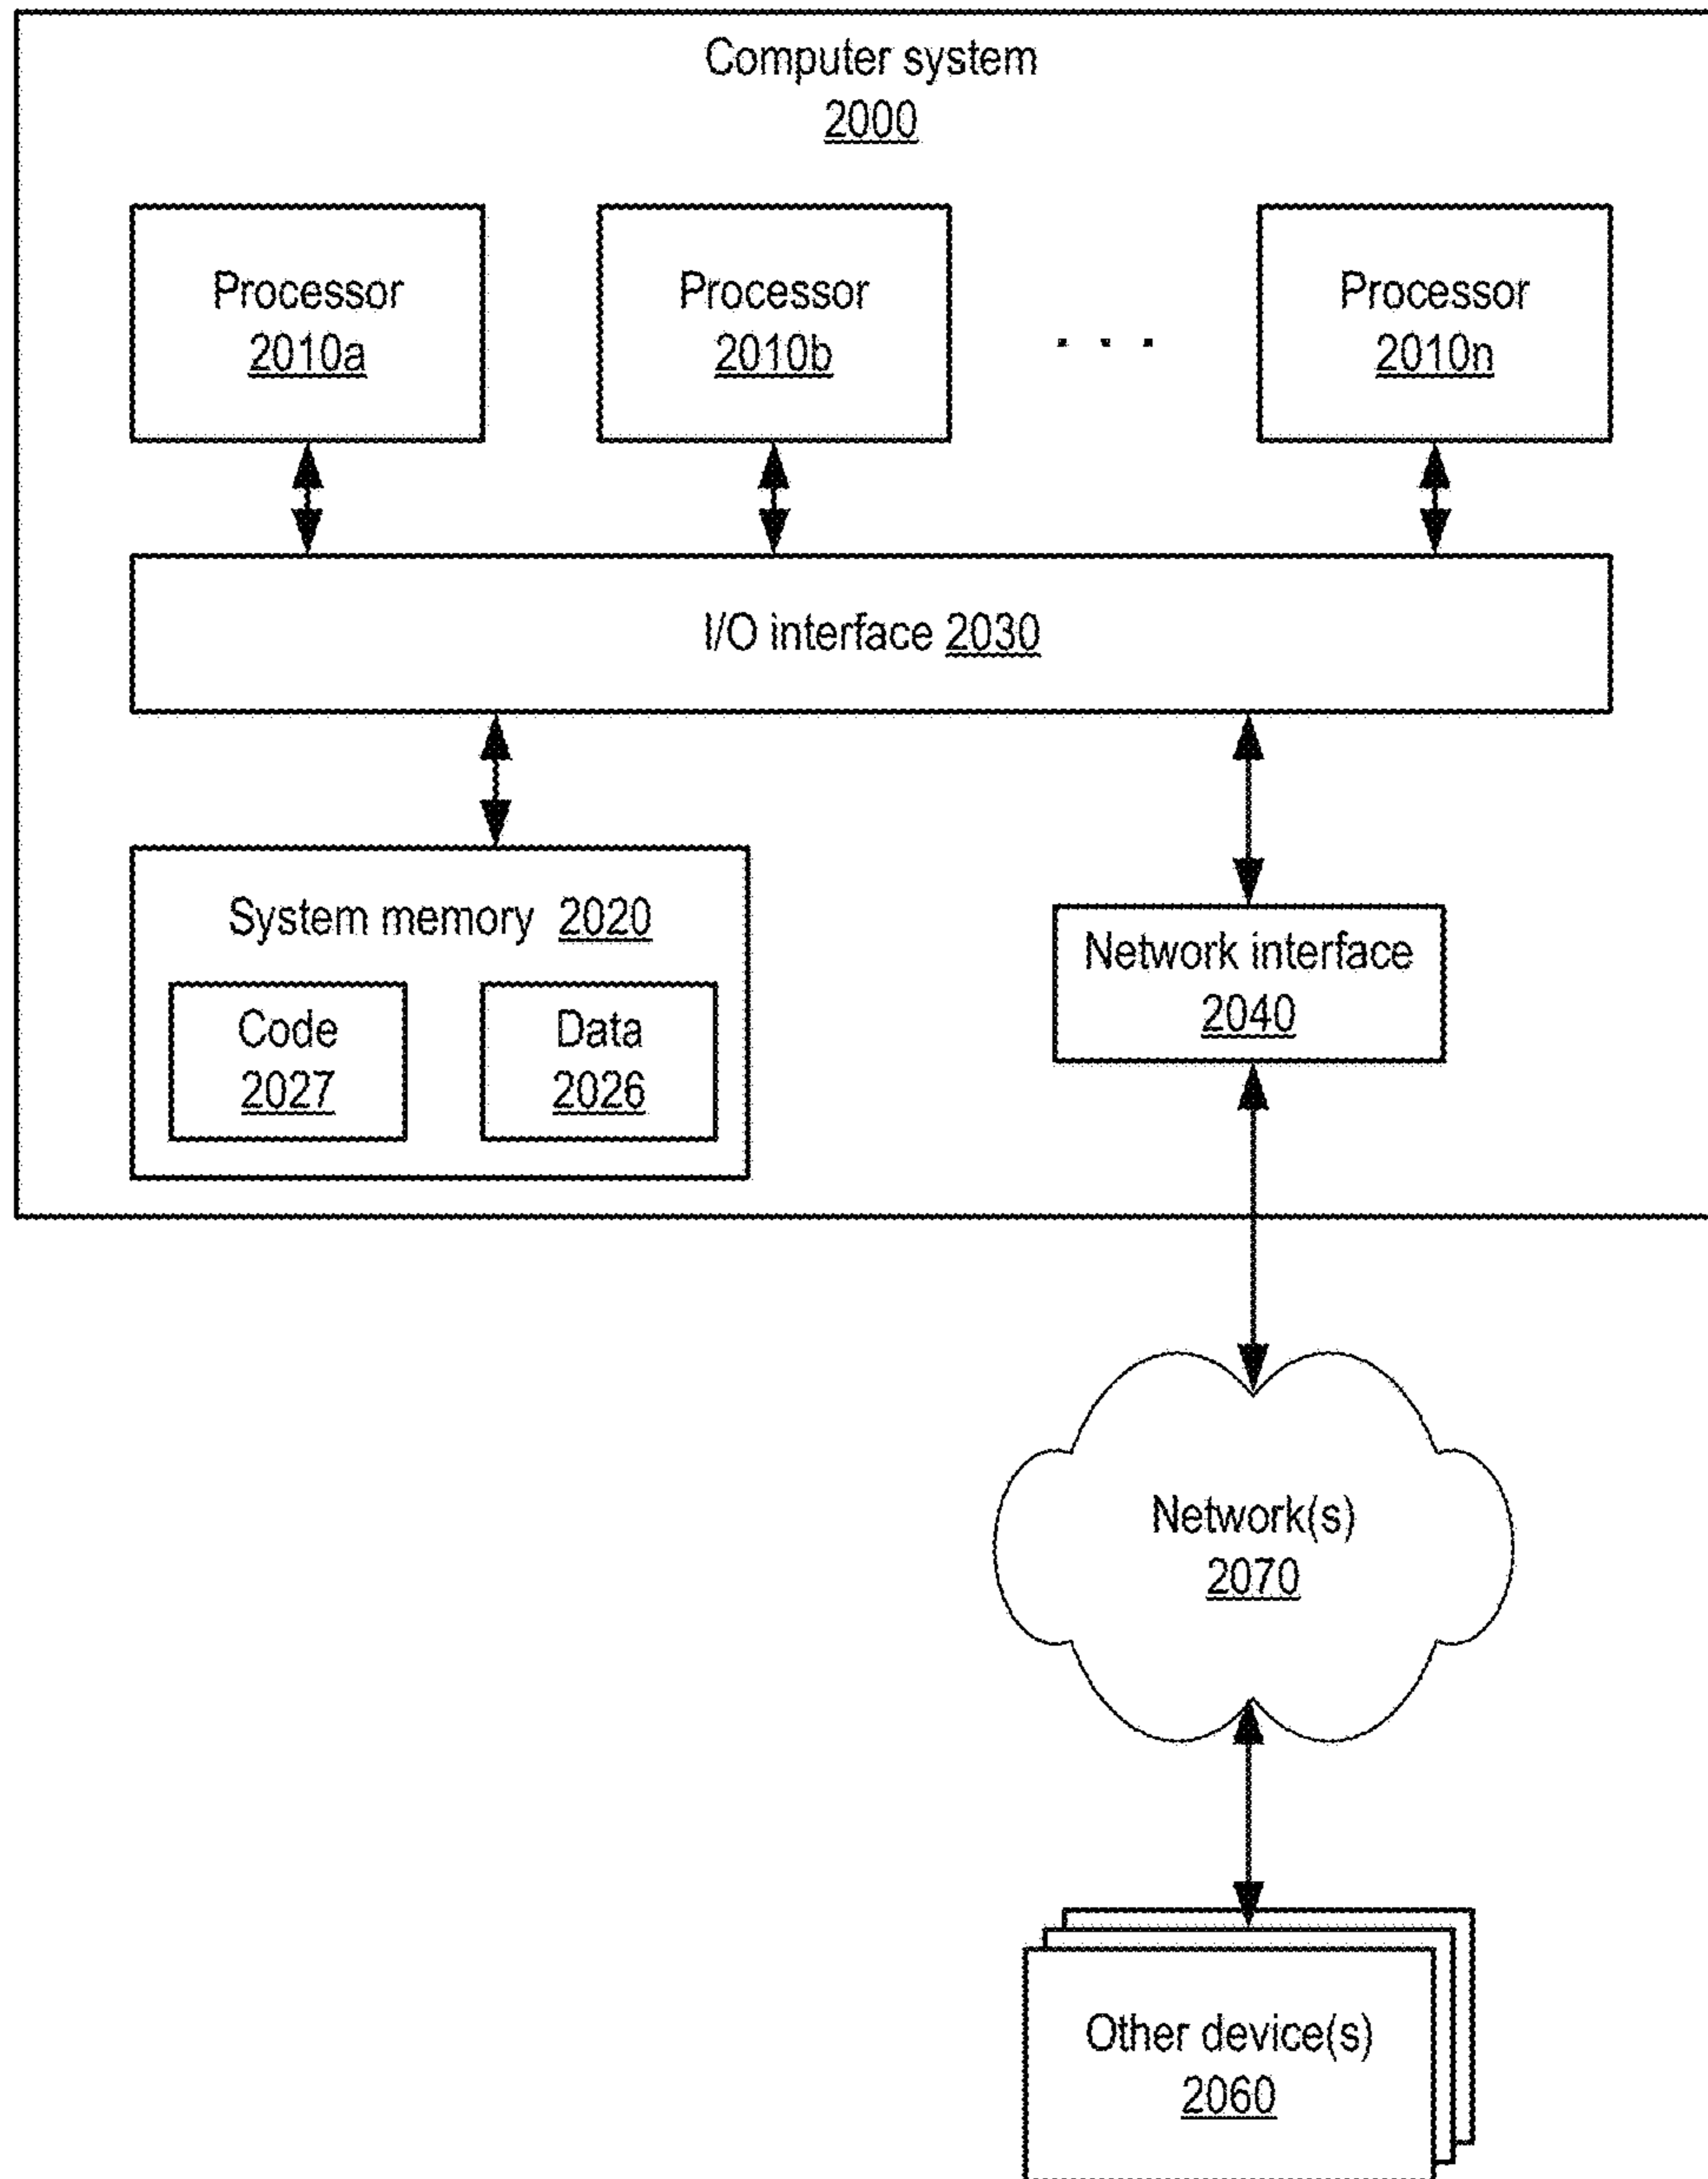 Computer system
2000
Processor
2010a
Processor
2010b
. . .
Processor
2010n
I/O interface 2030
System memory 2020
Code
2027
Data
2026
Network interface
2040
Network(s)
2070
Other device(s)
2060